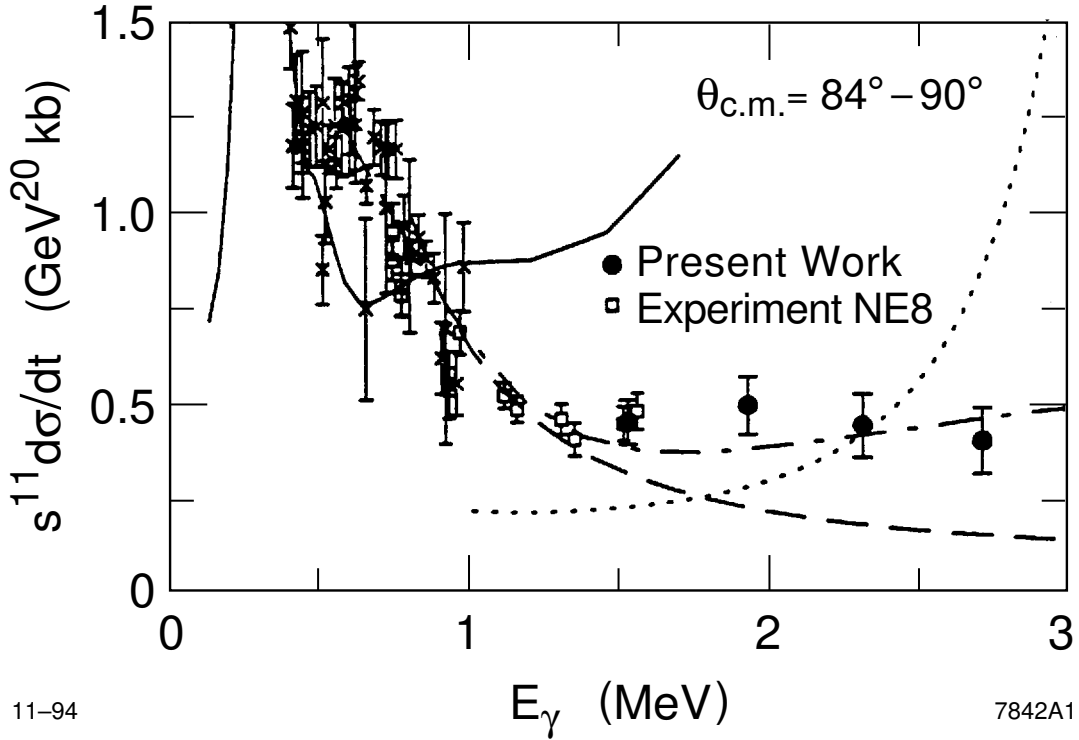 1.5
1.0
0.5
0
s¹¹dσ/dt (GeV²⁰ kb)
θc.m.= 84°–90°
Present Work
Experiment NE8
0 1 2 3
Eγ (MeV)
11–94
7842A1